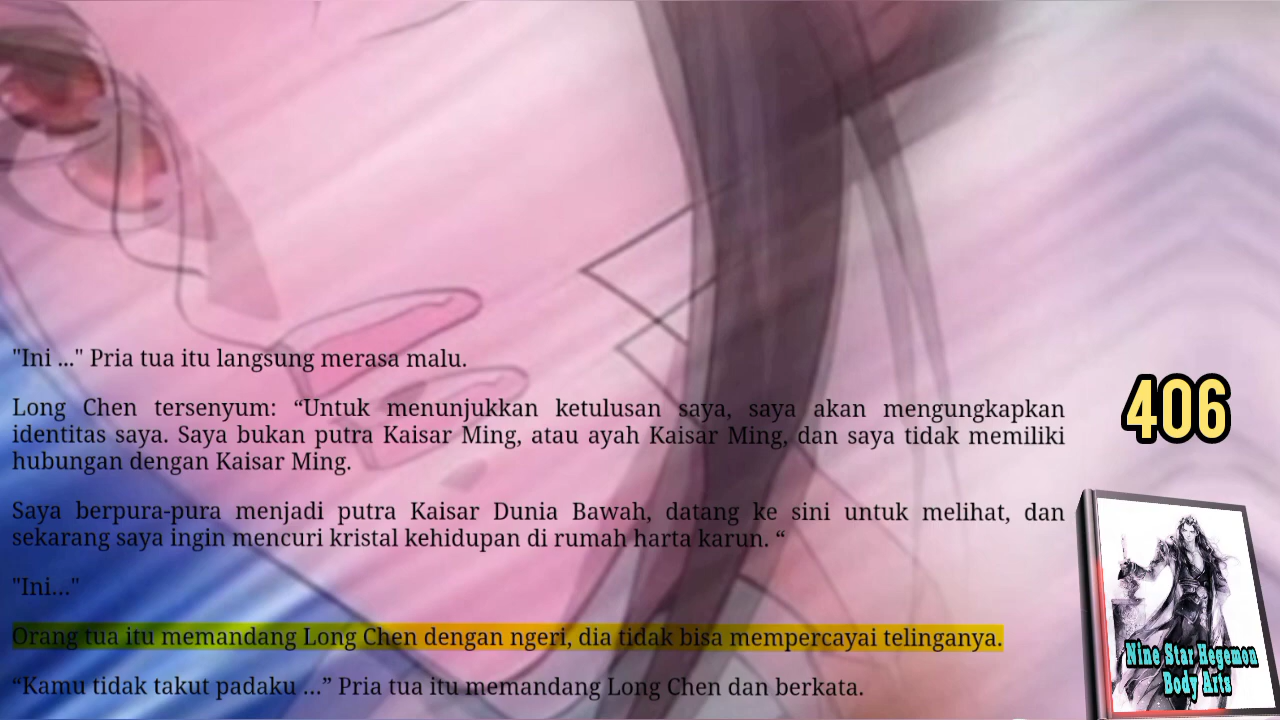 "Ini ..." Pria tua itu langsung merasa malu.
Long Chen tersenyum: “Untuk menunjukkan ketulusan saya, saya akan mengungkapkan
identitas saya. Saya bukan putra Kaisar Ming, atau ayah Kaisar Ming, dan saya tidak memiliki
hubungan dengan Kaisar Ming.
Saya berpura-pura menjadi putra Kaisar Dunia Bawah, datang ke sini untuk melihat, dan
sekarang saya ingin mencuri kristal kehidupan di rumah harta karun. “
"Ini..."
Orang tua itu memandang Long Chen dengan ngeri, dia tidak bisa mempercayai telinganya.
“Kamu tidak takut padaku ...” Pria tua itu memandang Long Chen dan berkata.
406
Nine Star Hegemon
Body Arts